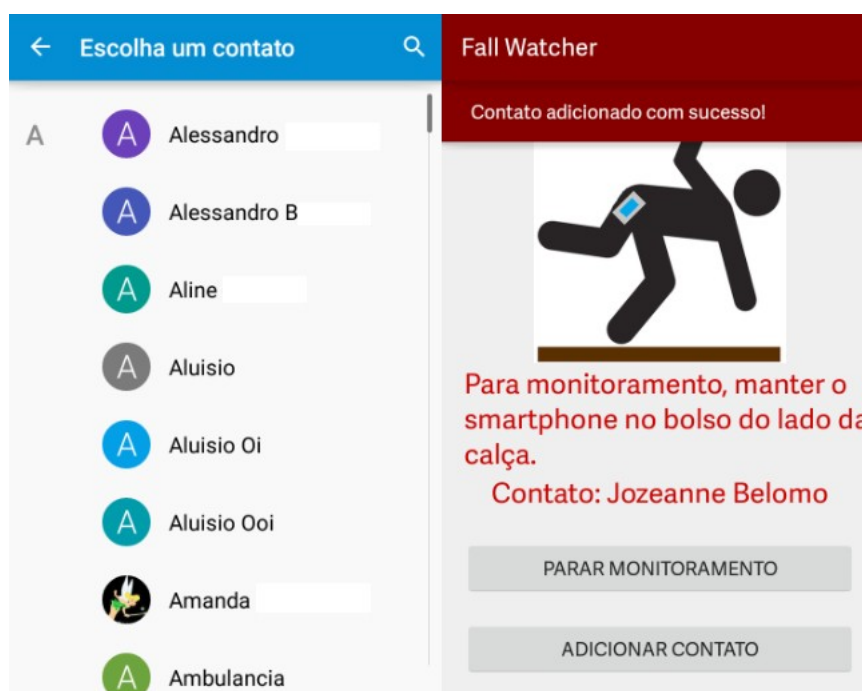 Escolha um contato
A
A
Alessandro
A
Alessandro B
A
Aline
A
Aluisio
A
Aluisio Oi
A
Aluisio Ooi
Amanda
A
Ambulancia
Fall Watcher
Contato adicionado com sucesso!
Para monitoramento, manter o
smartphone no bolso do lado da
calça.
Contato: Jozeanne Belomo
PARAR MONITORAMENTO
ADICIONAR CONTATO